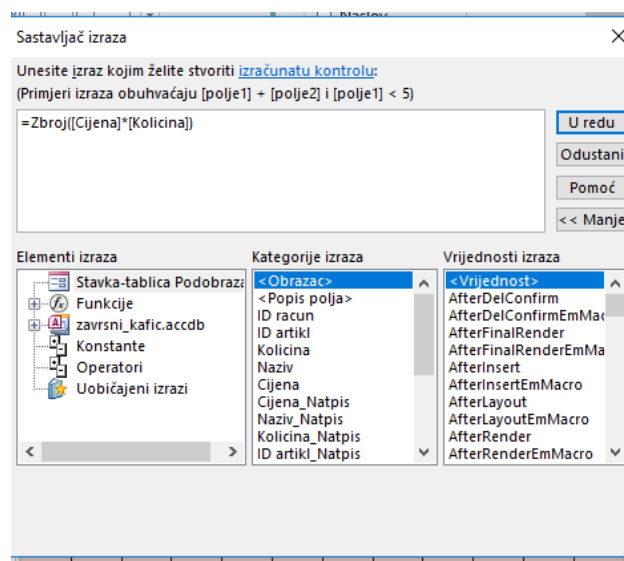 Naslov
Sastavljač izraza
Unesite izraz kojim želite stvoriti izračunatu kontrolu:
(Primjeri izraza obuhvaćaju [polje1] + [polje2] i [polje1] < 5)
=Zbroj([Cijena]*[Kolicina])
U redu
Odustani
Pomoć
<< Manje
Elementi izraza
Stavka-tablica Podobraza
Funkcije
zavrsni_kafic.accdb
Konstante
Operatori
Uobičajeni izrazi
Kategorije izraza
<Obrazac>
<Popis polja>
ID racun
ID artikl
Kolicina
Naziv
Cijena
Cijena_Natpis
Naziv_Natpis
Kolicina_Natpis
ID artikl_Natpis
Vrijednosti izraza
<Vrijednost>
AfterDelConfirm
AfterDelConfirmEmMac
AfterFinalRender
AfterFinalRenderEmMa
AfterInsert
AfterInsertEmMacro
AfterLayout
AfterLayoutEmMacro
AfterRender
AfterRenderEmMacro